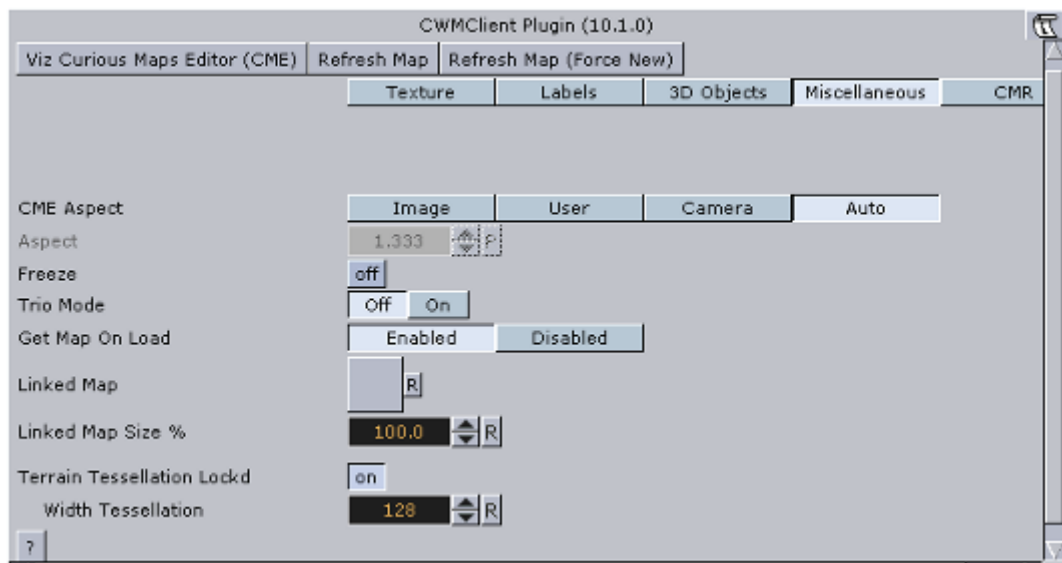 CWMClient Plugin (10.1.0)
Viz Curious Maps Editor (CME) Refresh Map Refresh Map (Force New)
Texture Labels 3D Objects Miscellaneous CMR
CME Aspect Image User Camera Auto
Aspect 1.333 R
Freeze off
Trio Mode Off On
Get Map On Load Enabled Disabled
Linked Map R
Linked Map Size % 100.0 R
Terrain Tessellation Lockd on
Width Tessellation 128 R
?